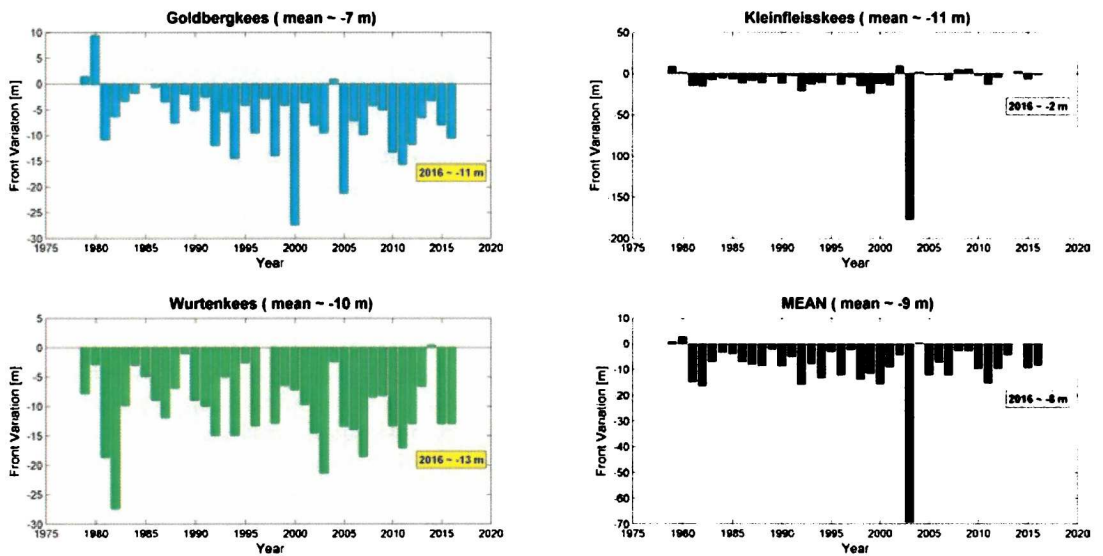 Goldbergkees ( mean ~ -7 m)
10
5
0
-5
-10
-15
-20
-25
-30
Front Variation [m]
2016 ~ -11 m
1975 1980 1985 1990 1995 2000 2005 2010 2015 2020
Year
Kleinfleisskees ( mean ~ -11 m)
50
0
-50
100
150
200
Front Variation [m]
2016 ~ -2 m
1975 1980 1985 1990 1995 2000 2005 2010 2015 2020
Year
Wurtenkees ( mean ~ -10 m)
5
0
-5
-10
-15
-20
-25
-30
Front Variation [m]
2016 ~ -13 m
1975 1980 1985 1990 1995 2000 2005 2010 2015 2020
Year
MEAN ( mean ~ -9 m)
10
0
-10
-20
-30
-40
-50
-60
-70
Front Variation [m]
2016 ~ -8 m
1975 1980 1985 1990 1995 2000 2005 2010 2015 2020
Year